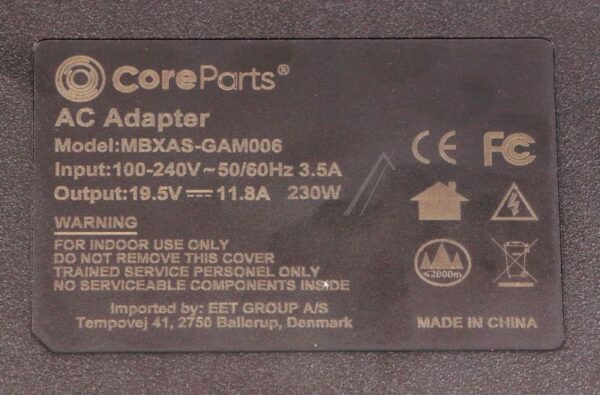 CoreParts®
AC Adapter
Model:MBXAS-GAM006
Input:100-240V~50/60Hz 3.5A
Output:19.5V⎓11.8A 230W
WARNING
FOR INDOOR USE ONLY
DO NOT REMOVE THIS COVER
TRAINED SERVICE PERSONEL ONLY
NO SERVICEABLE COMPONENTS INSIDE
Imported by: EET GROUP A/S
Tempovej 41, 2750 Ballerup, Denmark
CE FC
≤2000m
MADE IN CHINA